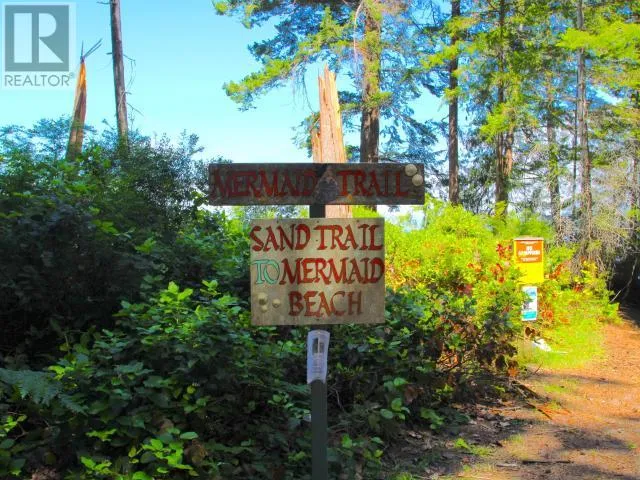 R
REALTOR
MERMAID TRAIL
SAND TRAIL
TO MERMAID
BEACH